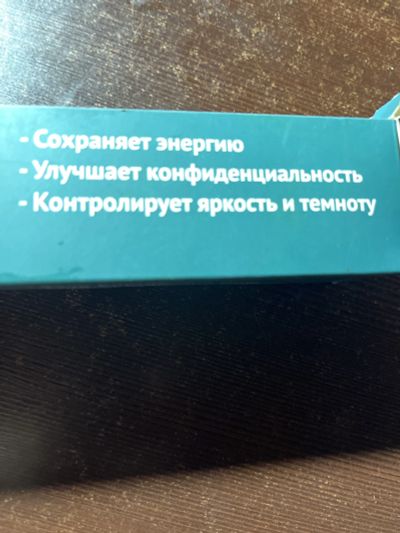 - Сохраняет энергию
- Улучшает конфиденциальность
- Контролирует яркость и темноту